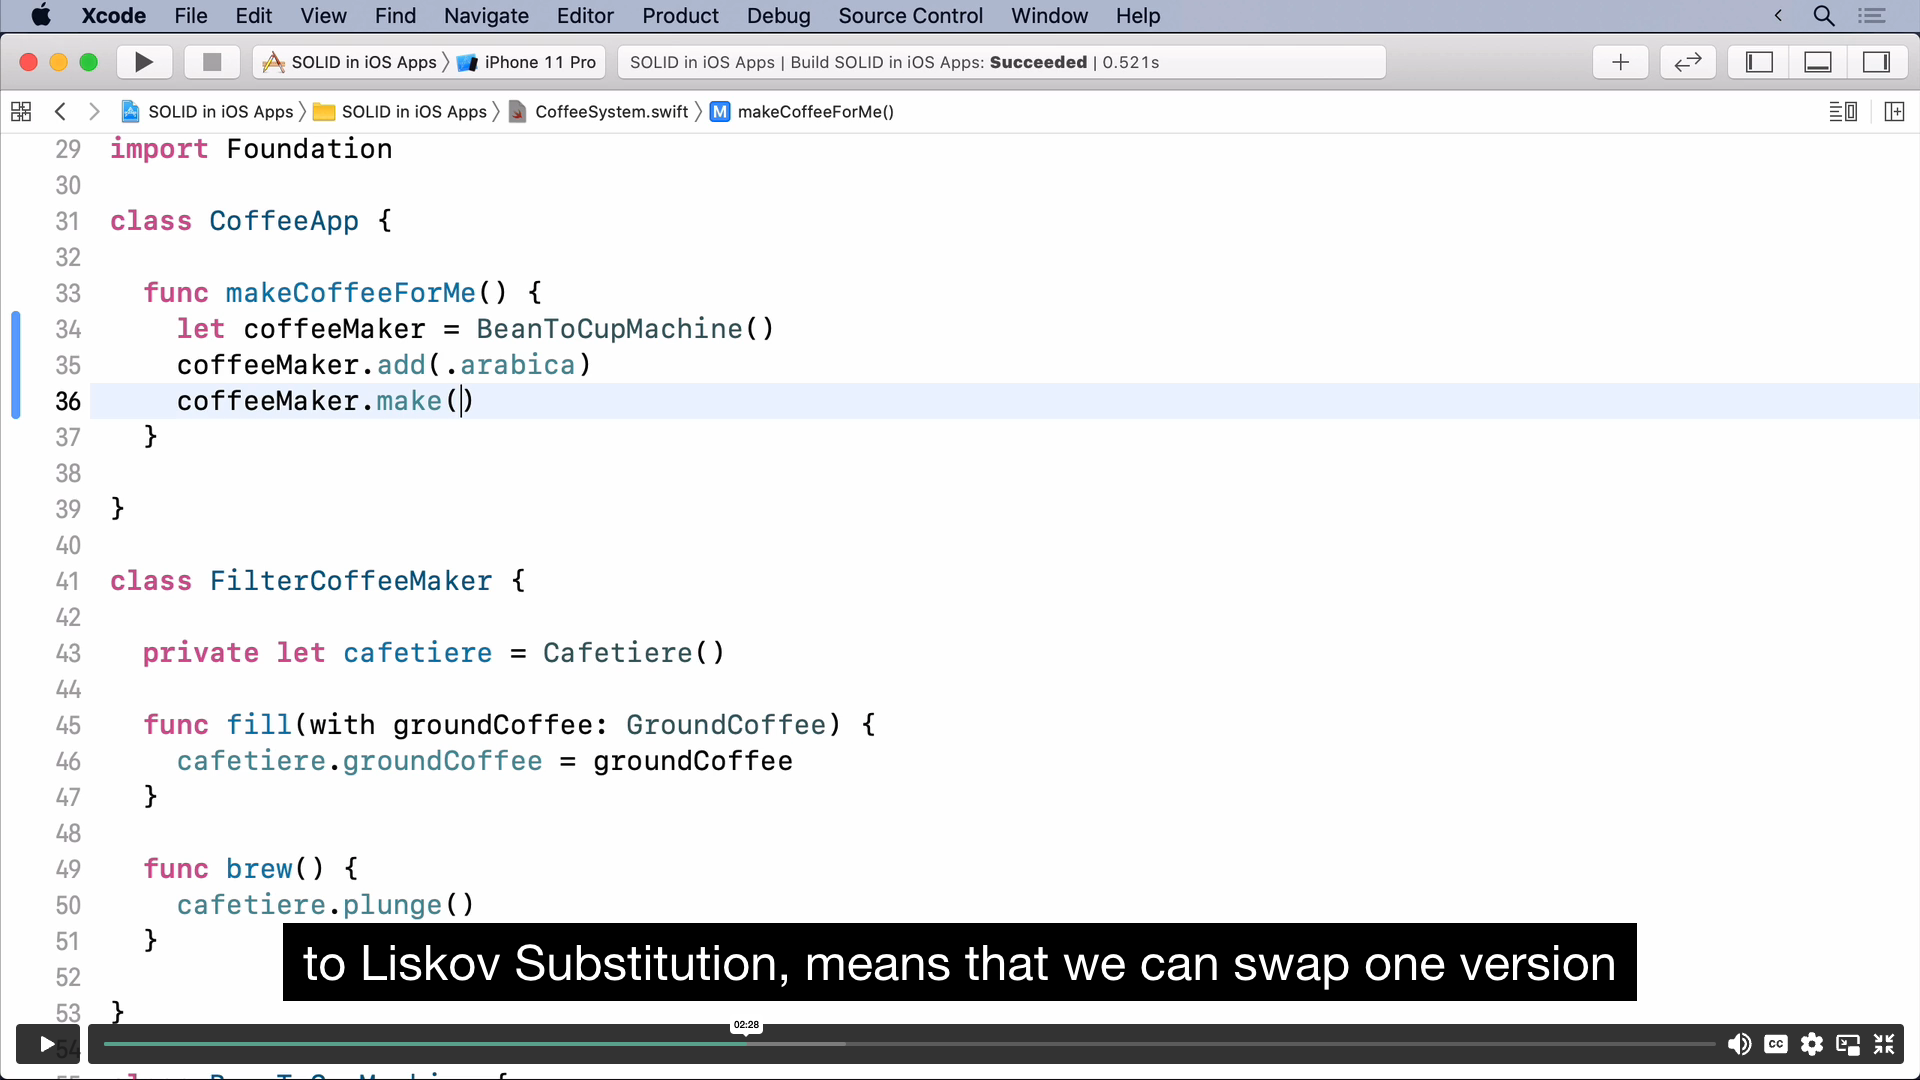 Xcode File Edit View Find Navigate Editor Product Debug Source Control Window Help
SOLID in iOS Apps iPhone 11 Pro SOLID in iOS Apps | Build SOLID in iOS Apps: Succeeded | 0.521s
SOLID in iOS Apps SOLID in iOS Apps CoffeeSystem.swift M makeCoffeeForMe()
29 import Foundation
30
31 class CoffeeApp {
32
33 func makeCoffeeForMe() {
34 let coffeeMaker = BeanToCupMachine()
35 coffeeMaker.add(.arabica)
36 coffeeMaker.make()
37 }
38
39 }
40
41 class FilterCoffeeMaker {
42
43 private let cafetiere = Cafetiere()
44
45 func fill(with groundCoffee: GroundCoffee) {
46 cafetiere.groundCoffee = groundCoffee
47 }
48
49 func brew() {
50 cafetiere.plunge()
51 }
to Liskov Substitution, means that we can swap one version
52
53 }
02:28
CC
54